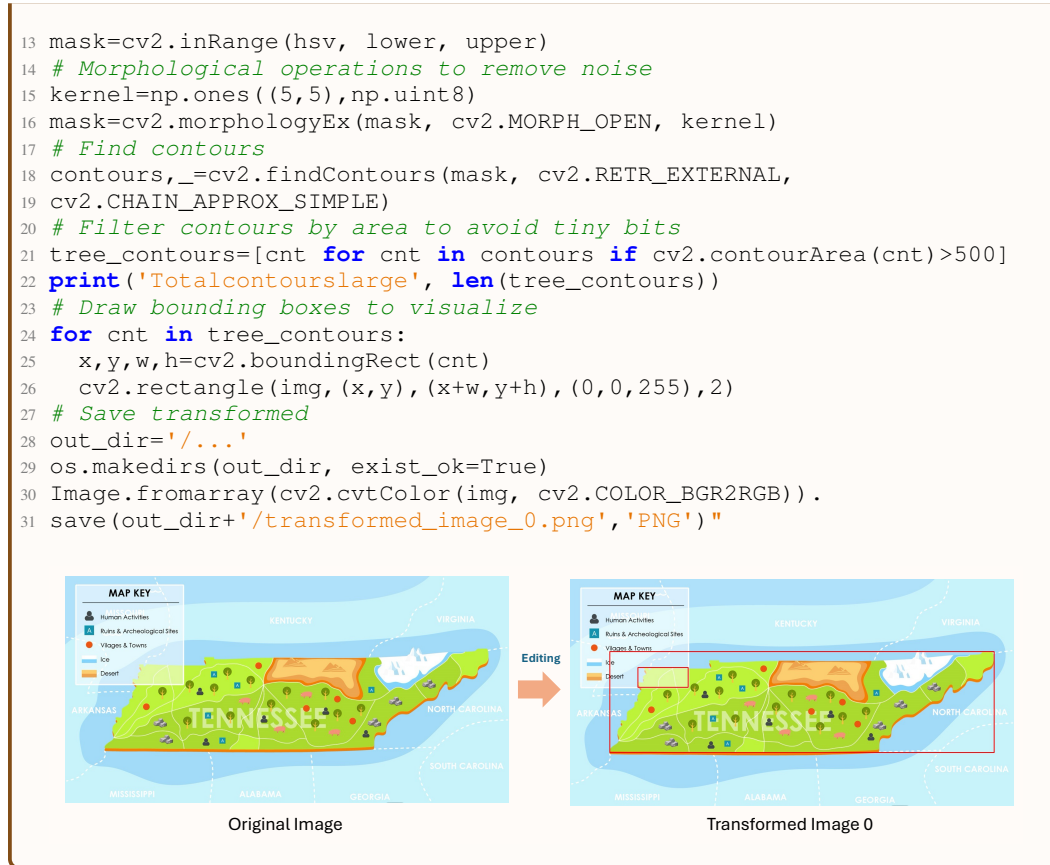 13 mask=cv2.inRange(hsv, lower, upper)
14 # Morphological operations to remove noise
15 kernel=np.ones((5,5),np.uint8)
16 mask=cv2.morphologyEx(mask, cv2.MORPH_OPEN, kernel)
17 # Find contours
18 contours,_=cv2.findContours(mask, cv2.RETR_EXTERNAL,
19 cv2.CHAIN_APPROX_SIMPLE)
20 # Filter contours by area to avoid tiny bits
21 tree_contours=[cnt for cnt in contours if cv2.contourArea(cnt)>500]
22 print('Totalcontourslarge', len(tree_contours))
23 # Draw bounding boxes to visualize
24 for cnt in tree_contours:
25   x,y,w,h=cv2.boundingRect(cnt)
26   cv2.rectangle(img,(x,y),(x+w,y+h),(0,0,255),2)
27 # Save transformed
28 out_dir='/...'
29 os.makedirs(out_dir, exist_ok=True)
30 Image.fromarray(cv2.cvtColor(img, cv2.COLOR_BGR2RGB)).
31 save(out_dir+'/transformed_image_0.png','PNG')"
MAP KEY
Human Activities
A Ruins & Archeological Sites
Vilages & Towns
Ice
Desert
KENTUCKY
VIRGINIA
ARKANSAS
TENNESSEE
NORTH CAROLINA
SOUTH CAROLINA
MISSISSIPPI
ALABAMA
GEORGIA
Original Image
Editing
MAP KEY
Human Activities
A Ruins & Archeological Sites
Vilages & Towns
Ice
Desert
KENTUCKY
VIRGINIA
ARKANSAS
TENNESSEE
NORTH CAROLINA
SOUTH CAROLINA
MISSISSIPPI
ALABAMA
GEORGIA
Transformed Image 0